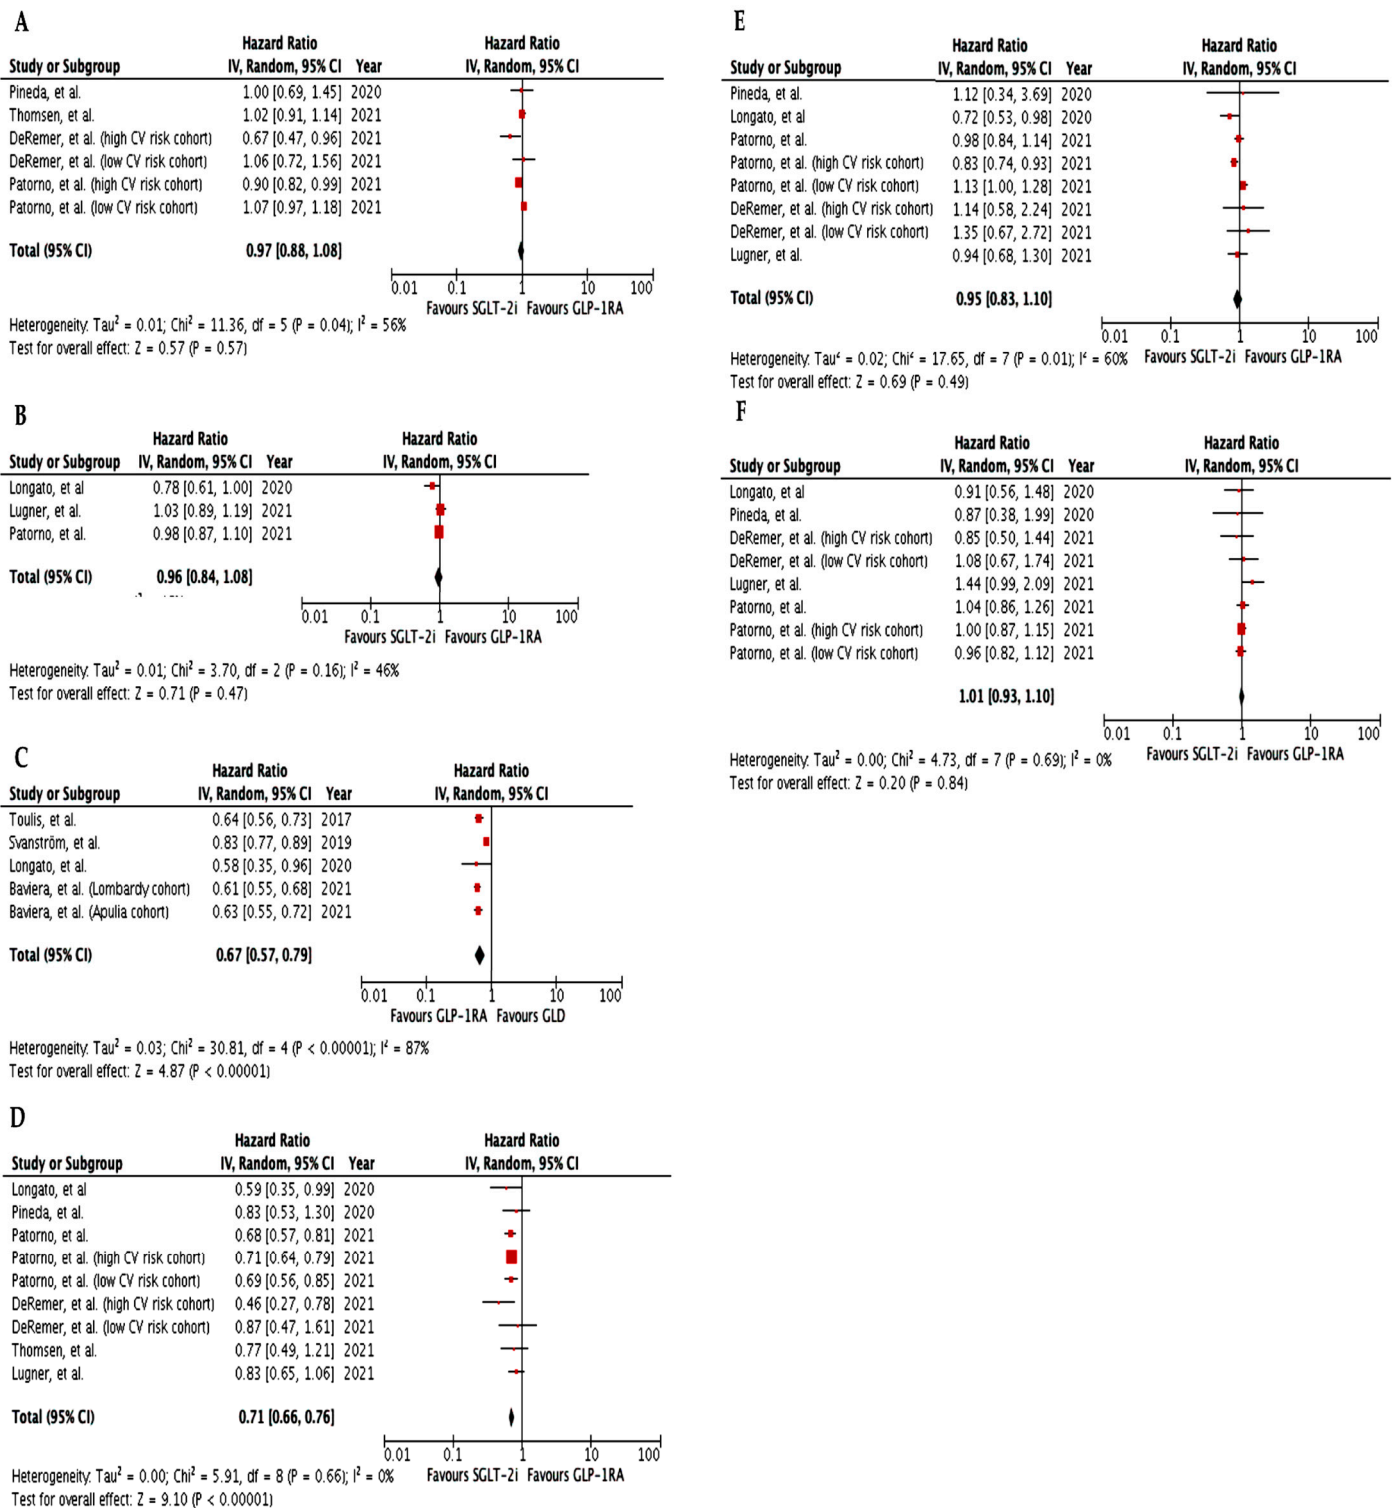 A
Hazard Ratio Hazard Ratio
Study or Subgroup IV, Random, 95% CI Year IV, Random, 95% CI
Pineda, et al. 1.00 [0.69, 1.45] 2020
Thomsen, et al. 1.02 [0.91, 1.14] 2021
DeRemer, et al. (high CV risk cohort) 0.67 [0.47, 0.96] 2021
DeRemer, et al. (low CV risk cohort) 1.06 [0.72, 1.56] 2021
Patorno, et al. (high CV risk cohort) 0.90 [0.82, 0.99] 2021
Patorno, et al. (low CV risk cohort) 1.07 [0.97, 1.18] 2021
Total (95% CI) 0.97 [0.88, 1.08]
0.01 0.1 1 10 100
Favours SGLT-2i Favours GLP-1RA
Heterogeneity: Tau² = 0.01; Chi² = 11.36, df = 5 (P = 0.04); I² = 56%
Test for overall effect: Z = 0.57 (P = 0.57)
B
Hazard Ratio Hazard Ratio
Study or Subgroup IV, Random, 95% CI Year IV, Random, 95% CI
Longato, et al 0.78 [0.61, 1.00] 2020
Lugner, et al. 1.03 [0.89, 1.19] 2021
Patorno, et al. 0.98 [0.87, 1.10] 2021
Total (95% CI) 0.96 [0.84, 1.08]
0.01 0.1 1 10 100
Favours SGLT-2i Favours GLP-1RA
Heterogeneity: Tau² = 0.01; Chi² = 3.70, df = 2 (P = 0.16); I² = 46%
Test for overall effect: Z = 0.71 (P = 0.47)
C
Hazard Ratio Hazard Ratio
Study or Subgroup IV, Random, 95% CI Year IV, Random, 95% CI
Toulis, et al. 0.64 [0.56, 0.73] 2017
Svanström, et al. 0.83 [0.77, 0.89] 2019
Longato, et al. 0.58 [0.35, 0.96] 2020
Baviera, et al. (Lombardy cohort) 0.61 [0.55, 0.68] 2021
Baviera, et al. (Apulia cohort) 0.63 [0.55, 0.72] 2021
Total (95% CI) 0.67 [0.57, 0.79]
0.01 0.1 1 10 100
Favours GLP-1RA Favours GLD
Heterogeneity: Tau² = 0.03; Chi² = 30.81, df = 4 (P < 0.00001); I² = 87%
Test for overall effect: Z = 4.87 (P < 0.00001)
D
Hazard Ratio Hazard Ratio
Study or Subgroup IV, Random, 95% CI Year IV, Random, 95% CI
Longato, et al 0.59 [0.35, 0.99] 2020
Pineda, et al. 0.83 [0.53, 1.30] 2020
Patorno, et al. 0.68 [0.57, 0.81] 2021
Patorno, et al. (high CV risk cohort) 0.71 [0.64, 0.79] 2021
Patorno, et al. (low CV risk cohort) 0.69 [0.56, 0.85] 2021
DeRemer, et al. (high CV risk cohort) 0.46 [0.27, 0.78] 2021
DeRemer, et al. (low CV risk cohort) 0.87 [0.47, 1.61] 2021
Thomsen, et al. 0.77 [0.49, 1.21] 2021
Lugner, et al. 0.83 [0.65, 1.06] 2021
Total (95% CI) 0.71 [0.66, 0.76]
0.01 0.1 1 10 100
Favours SGLT-2i Favours GLP-1RA
Heterogeneity: Tau² = 0.00; Chi² = 5.91, df = 8 (P = 0.66); I² = 0%
Test for overall effect: Z = 9.10 (P < 0.00001)
E
Hazard Ratio Hazard Ratio
Study or Subgroup IV, Random, 95% CI Year IV, Random, 95% CI
Pineda, et al. 1.12 [0.34, 3.69] 2020
Longato, et al 0.72 [0.53, 0.98] 2020
Patorno, et al. 0.98 [0.84, 1.14] 2021
Patorno, et al. (high CV risk cohort) 0.83 [0.74, 0.93] 2021
Patorno, et al. (low CV risk cohort) 1.13 [1.00, 1.28] 2021
DeRemer, et al. (high CV risk cohort) 1.14 [0.58, 2.24] 2021
DeRemer, et al. (low CV risk cohort) 1.35 [0.67, 2.72] 2021
Lugner, et al. 0.94 [0.68, 1.30] 2021
Total (95% CI) 0.95 [0.83, 1.10]
0.01 0.1 1 10 100
Favours SGLT-2i Favours GLP-1RA
Heterogeneity: Tau² = 0.02; Chi² = 17.65, df = 7 (P = 0.01); I² = 60%
Test for overall effect: Z = 0.69 (P = 0.49)
F
Hazard Ratio Hazard Ratio
Study or Subgroup IV, Random, 95% CI Year IV, Random, 95% CI
Longato, et al 0.91 [0.56, 1.48] 2020
Pineda, et al. 0.87 [0.38, 1.99] 2020
DeRemer, et al. (high CV risk cohort) 0.85 [0.50, 1.44] 2021
DeRemer, et al. (low CV risk cohort) 1.08 [0.67, 1.74] 2021
Lugner, et al. 1.44 [0.99, 2.09] 2021
Patorno, et al. 1.04 [0.86, 1.26] 2021
Patorno, et al. (high CV risk cohort) 1.00 [0.87, 1.15] 2021
Patorno, et al. (low CV risk cohort) 0.96 [0.82, 1.12] 2021
1.01 [0.93, 1.10]
0.01 0.1 1 10 100
Favours SGLT-2i Favours GLP-1RA
Heterogeneity: Tau² = 0.00; Chi² = 4.73, df = 7 (P = 0.69); I² = 0%
Test for overall effect: Z = 0.20 (P = 0.84)